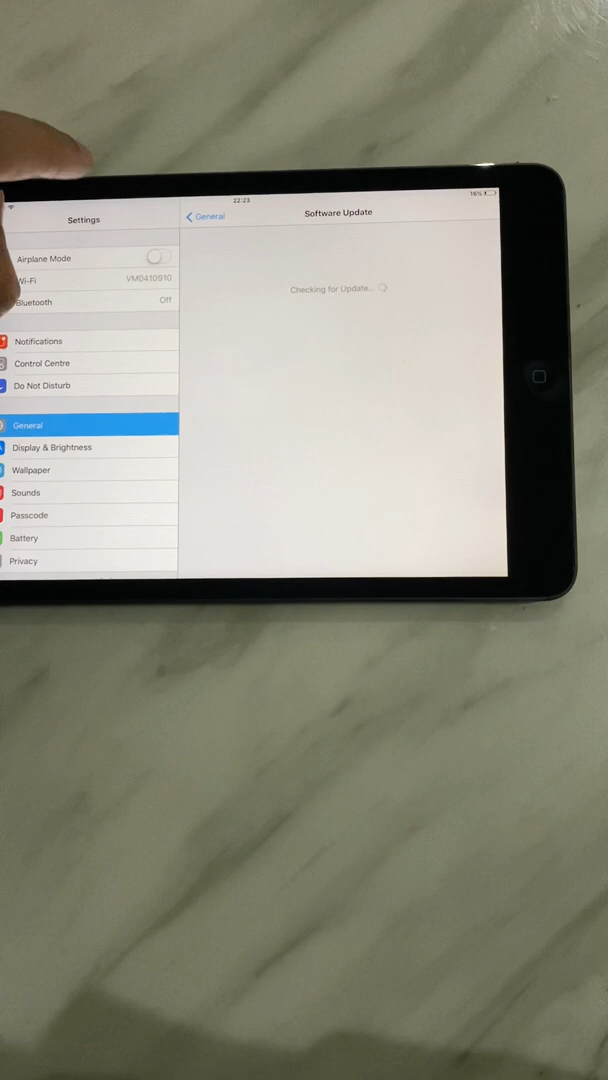 22:23
16%
Settings
General
Software Update
Airplane Mode
Wi-Fi
VM0410910
Bluetooth
Off
Checking for Update...
Notifications
Control Centre
Do Not Disturb
General
Display & Brightness
Wallpaper
Sounds
Passcode
Battery
Privacy